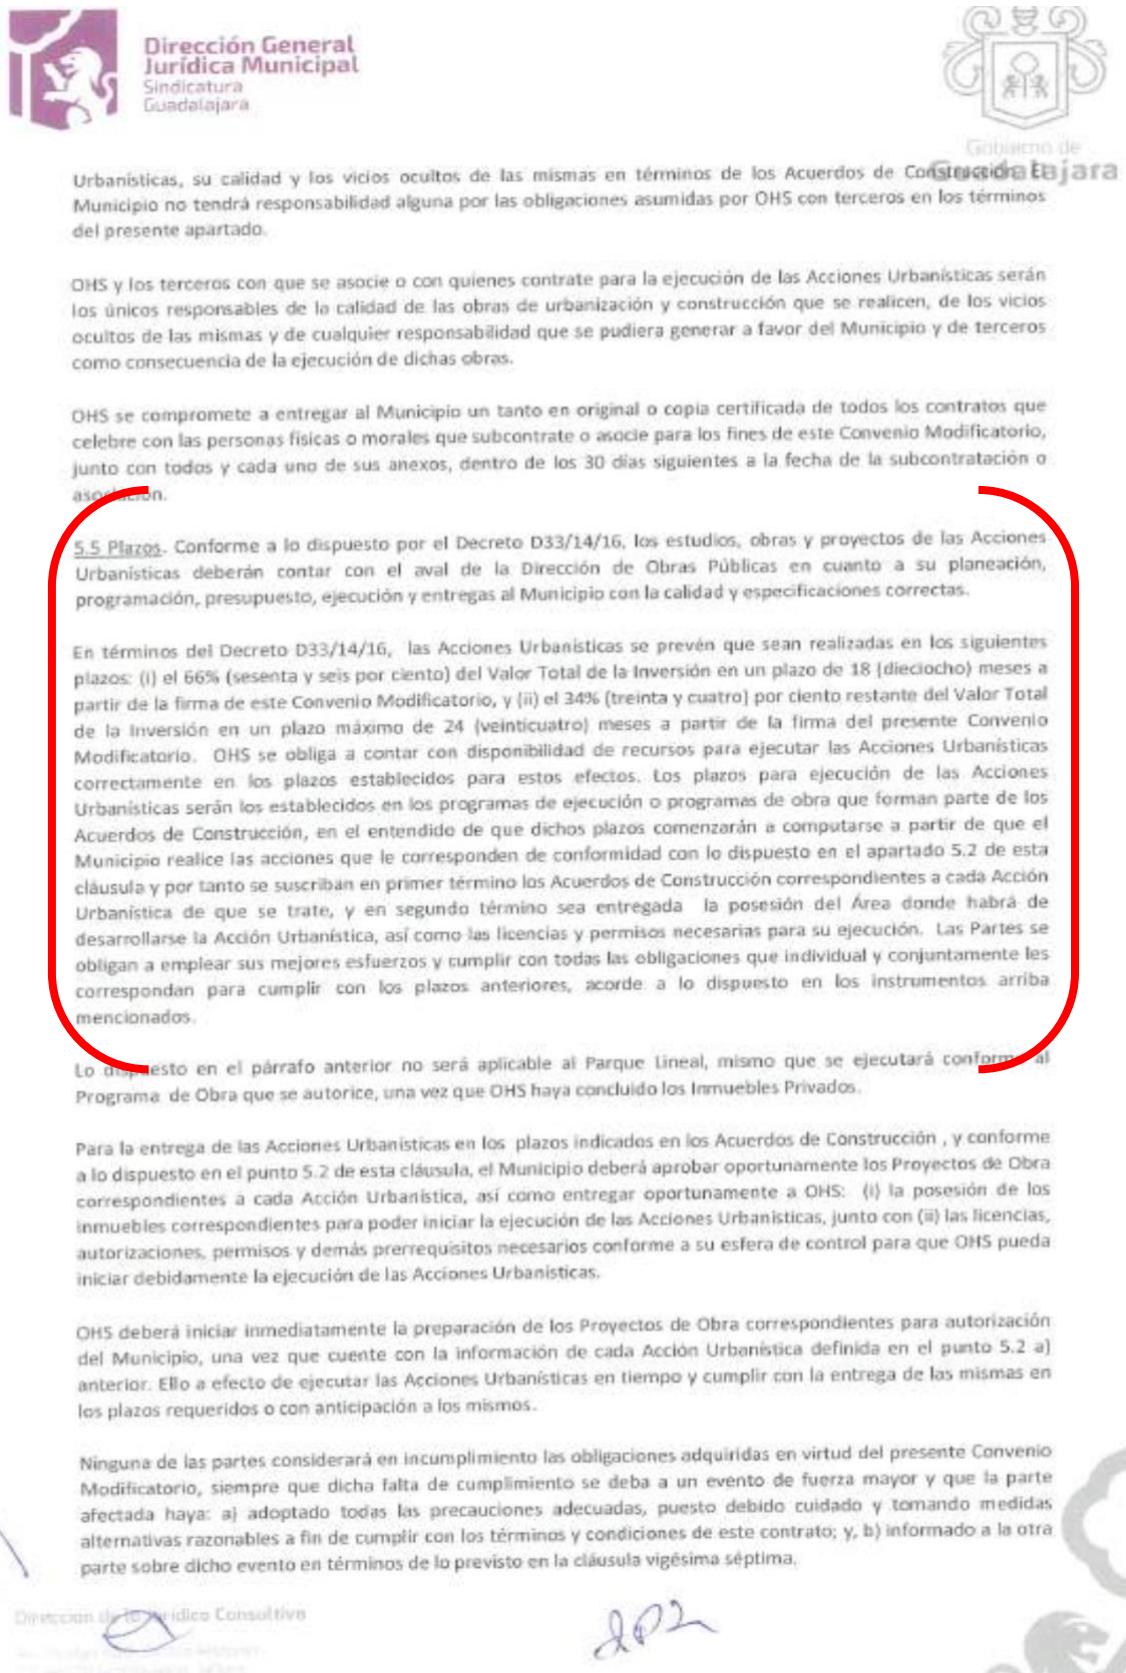 Dirección General
Jurídica Municipal
Sindicatura
Guadalajara
Gobierno de
Guadalajara
Urbanísticas, su calidad y los vicios ocultos de las mismas en términos de los Acuerdos de Construcción. El
Municipio no tendrá responsabilidad alguna por las obligaciones asumidas por OHS con terceros en los términos
del presente apartado.
OHS y los terceros con que se asocie o con quienes contrate para la ejecución de las Acciones Urbanísticas serán
los únicos responsables de la calidad de las obras de urbanización y construcción que se realicen, de los vicios
ocultos de las mismas y de cualquier responsabilidad que se pudiera generar a favor del Municipio y de terceros
como consecuencia de la ejecución de dichas obras.
OHS se compromete a entregar al Municipio un tanto en original o copia certificada de todos los contratos que
celebre con las personas físicas o morales que subcontrate o asocie para los fines de este Convenio Modificatorio,
junto con todos y cada uno de sus anexos, dentro de los 30 días siguientes a la fecha de la subcontratación o
asociación.
5.5 Plazos. Conforme a lo dispuesto por el Decreto D33/14/16, los estudios, obras y proyectos de las Acciones
Urbanísticas deberán contar con el aval de la Dirección de Obras Públicas en cuanto a su planeación,
programación, presupuesto, ejecución y entregas al Municipio con la calidad y especificaciones correctas.
En términos del Decreto D33/14/16, las Acciones Urbanísticas se prevén que sean realizadas en los siguientes
plazos: (i) el 66% (sesenta y seis por ciento) del Valor Total de la Inversión en un plazo de 18 (dieciocho) meses a
partir de la firma de este Convenio Modificatorio, y (ii) el 34% (treinta y cuatro) por ciento restante del Valor Total
de la Inversión en un plazo máximo de 24 (veinticuatro) meses a partir de la firma del presente Convenio
Modificatorio. OHS se obliga a contar con disponibilidad de recursos para ejecutar las Acciones Urbanísticas
correctamente en los plazos establecidos para estos efectos. Los plazos para ejecución de las Acciones
Urbanísticas serán los establecidos en los programas de ejecución o programas de obra que forman parte de los
Acuerdos de Construcción, en el entendido de que dichos plazos comenzarán a computarse a partir de que el
Municipio realice las acciones que le corresponden de conformidad con lo dispuesto en el apartado 5.2 de esta
cláusula y por tanto se suscriban en primer término los Acuerdos de Construcción correspondientes a cada Acción
Urbanística de que se trate, y en segundo término sea entregada la posesión del Área donde habrá de
desarrollarse la Acción Urbanística, así como las licencias y permisos necesarias para su ejecución. Las Partes se
obligan a emplear sus mejores esfuerzos y cumplir con todas las obligaciones que individual y conjuntamente les
correspondan para cumplir con los plazos anteriores, acorde a lo dispuesto en los instrumentos arriba
mencionados.
Lo dispuesto en el párrafo anterior no será aplicable al Parque Lineal, mismo que se ejecutará conforme al
Programa de Obra que se autorice, una vez que OHS haya concluido los Inmuebles Privados.
Para la entrega de las Acciones Urbanísticas en los plazos indicados en los Acuerdos de Construcción , y conforme
a lo dispuesto en el punto 5.2 de esta cláusula, el Municipio deberá aprobar oportunamente los Proyectos de Obra
correspondientes a cada Acción Urbanística, así como entregar oportunamente a OHS: (i) la posesión de los
inmuebles correspondientes para poder iniciar la ejecución de las Acciones Urbanísticas, junto con (ii) las licencias,
autorizaciones, permisos y demás prerrequisitos necesarios conforme a su esfera de control para que OHS pueda
iniciar debidamente la ejecución de las Acciones Urbanísticas.
OHS deberá iniciar inmediatamente la preparación de los Proyectos de Obra correspondientes para autorización
del Municipio, una vez que cuente con la información de cada Acción Urbanística definida en el punto 5.2 a)
anterior. Ello a efecto de ejecutar las Acciones Urbanísticas en tiempo y cumplir con la entrega de las mismas en
los plazos requeridos o con anticipación a los mismos.
Ninguna de las partes considerará en incumplimiento las obligaciones adquiridas en virtud del presente Convenio
Modificatorio, siempre que dicha falta de cumplimiento se deba a un evento de fuerza mayor y que la parte
afectada haya: a) adoptado todas las precauciones adecuadas, puesto debido cuidado y tomando medidas
alternativas razonables a fin de cumplir con los términos y condiciones de este contrato; y, b) informado a la otra
parte sobre dicho evento en términos de lo previsto en la cláusula vigésima séptima.
Dirección de lo Jurídico Consultivo